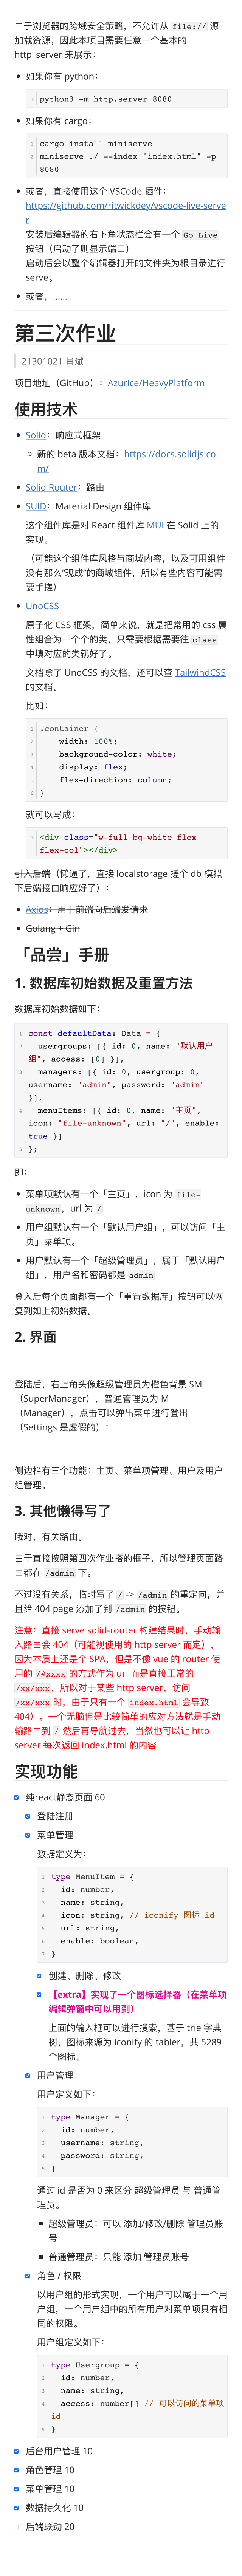 由于浏览器的跨域安全策略，不允许从 file:// 源
加载资源，因此本项目需要任意一个基本的
http_server 来展示：
如果你有 python：
1 python3 -m http.server 8080
如果你有 cargo：
1 cargo install miniserve
2 miniserve ./ --index "index.html" -p
8080
或者，直接使用这个 VSCode 插件：
https://github.com/ritwickdey/vscode-live-serve
r
安装后编辑器的右下角状态栏会有一个 Go Live
按钮（启动了则显示端口）
启动后会以整个编辑器打开的文件夹为根目录进行
serve。
或者，……
第三次作业
21301021 肖斌
项目地址（GitHub）：AzurIce/HeavyPlatform
使用技术
Solid：响应式框架
新的 beta 版本文档：https://docs.solidjs.co
m/
Solid Router：路由
SUID：Material Design 组件库
这个组件库是对 React 组件库 MUI 在 Solid 上的
实现。
（可能这个组件库风格与商城内容，以及可用组件
没有那么“现成”的商城组件，所以有些内容可能需
要手搓）
UnoCSS
原子化 CSS 框架，简单来说，就是把常用的 css 属
性组合为一个个的类，只需要根据需要往 class
中填对应的类就好了。
文档除了 UnoCSS 的文档，还可以查 TailwindCSS
的文档。
比如：
1 .container {
2 width: 100%;
3 background-color: white;
4 display: flex;
5 flex-direction: column;
6 }
就可以写成：
1 <div class="w-full bg-white flex
flex-col"></div>
引入后端（懒逼了，直接 localstorage 搓个 db 模拟
下后端接口响应好了）：
Axios：用于前端向后端发请求
Golang + Gin
「品尝」手册
1. 数据库初始数据及重置方法
数据库初始数据如下：
1 const defaultData: Data = {
2 usergroups: [{ id: 0, name: "默认用户
组", access: [0] }],
3 managers: [{ id: 0, usergroup: 0,
username: "admin", password: "admin"
}],
4 menuItems: [{ id: 0, name: "主页",
icon: "file-unknown", url: "/", enable:
true }]
5 };
即：
菜单项默认有一个「主页」，icon 为 file-
unknown，url 为 /
用户组默认有一个「默认用户组」，可以访问「主
页」菜单项。
用户默认有一个「超级管理员」，属于「默认用户
组」，用户名和密码都是 admin
登入后每个页面都有一个「重置数据库」按钮可以恢
复到如上初始数据。
2. 界面
登陆后，右上角头像超级管理员为橙色背景 SM
（SuperManager），普通管理员为 M
（Manager），点击可以弹出菜单进行登出
（Settings 是虚假的）：
侧边栏有三个功能：主页、菜单项管理、用户及用户
组管理。
3. 其他懒得写了
哦对，有关路由。
由于直接按照第四次作业搭的框子，所以管理页面路
由都在 /admin 下。
不过没有关系，临时写了 / -> /admin 的重定向，并
且给 404 page 添加了到 /admin 的按钮。
注意：直接 serve solid-router 构建结果时，手动输
入路由会 404（可能视使用的 http server 而定），
因为本质上还是个 SPA，但是不像 vue 的 router 使
用的 /#xxxx 的方式作为 url 而是直接正常的
/xx/xxx，所以对于某些 http server，访问
/xx/xxx 时，由于只有一个 index.html 会导致
404）。一个无脑但是比较简单的应对方法就是手动
输路由到 / 然后再导航过去，当然也可以让 http
server 每次返回 index.html 的内容
实现功能
纯react静态页面 60
登陆注册
菜单管理
数据定义为：
1 type MenuItem = {
2 id: number,
3 name: string,
4 icon: string, // iconify 图标 id
5 url: string,
6 enable: boolean,
7 }
创建、删除、修改
【extra】实现了一个图标选择器（在菜单项
编辑弹窗中可以用到）
上面的输入框可以进行搜索，基于 trie 字典
树，图标来源为 iconify 的 tabler，共 5289
个图标。
用户管理
用户定义如下：
1 type Manager = {
2 id: number,
3 username: string,
4 password: string,
5 }
通过 id 是否为 0 来区分 超级管理员 与 普通管
理员。
超级管理员：可以 添加/修改/删除 管理员账
号
普通管理员：只能 添加 管理员账号
角色 / 权限
以用户组的形式实现，一个用户可以属于一个用
户组，一个用户组中的所有用户对菜单项具有相
同的权限。
用户组定义如下：
1 type Usergroup = {
2 id: number,
3 name: string,
4 access: number[] // 可以访问的菜单项
id
5 }
后台用户管理 10
角色管理 10
菜单管理 10
数据持久化 10
后端联动 20